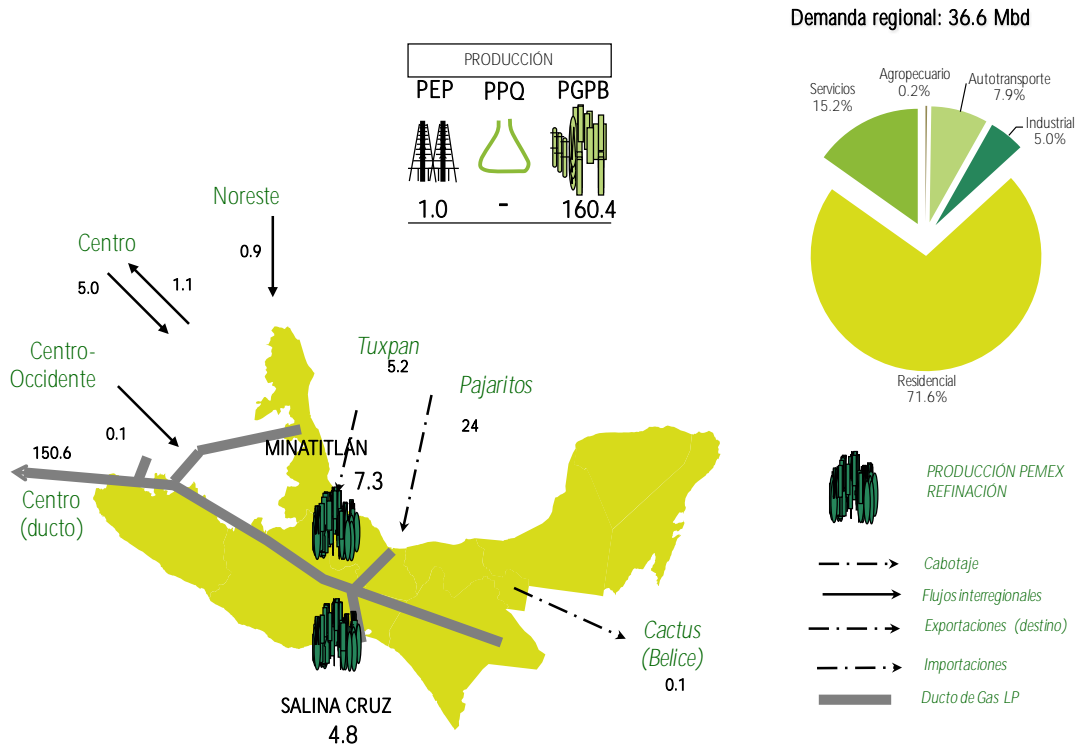 Demanda regional: 36.6 Mbd
PRODUCCIÓN
PEP PPQ PGPB
1.0 - 160.4
Agropecuario
0.2%
Autotransporte
7.9%
Servicios
15.2%
Industrial
5.0%
Residencial
71.6%
Noreste
0.9
Centro
5.0
1.1
Centro-
Occidente
0.1
150.6
Centro
(ducto)
Tuxpan
5.2
Pajaritos
24
MINATITLÁN
7.3
SALINA CRUZ
4.8
Cactus
(Belice)
0.1
PRODUCCIÓN PEMEX
REFINACIÓN
Cabotaje
Flujos interregionales
Exportaciones (destino)
Importaciones
Ducto de Gas LP